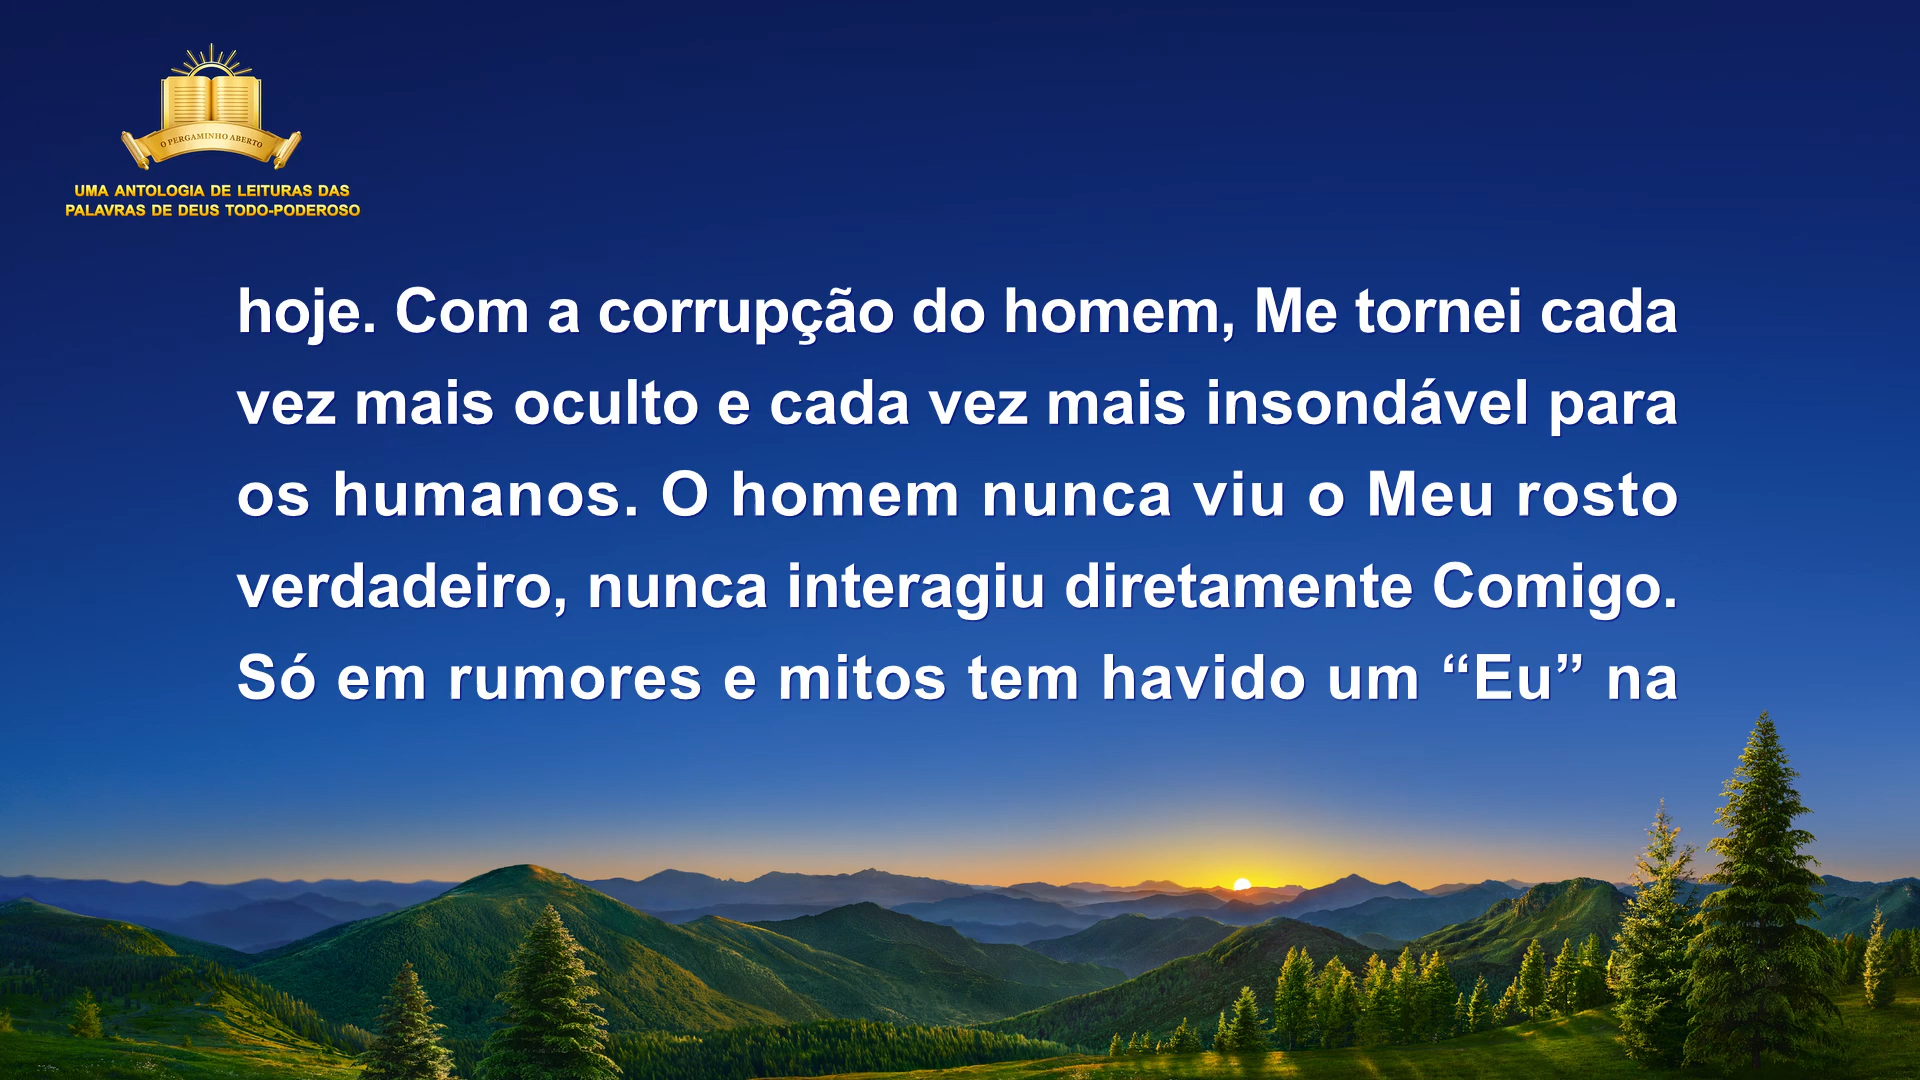 O PERGAMINHO ABERTO
UMA ANTOLOGIA DE LEITURAS DAS
PALAVRAS DE DEUS TODO-PODEROSO
hoje. Com a corrupção do homem, Me tornei cada
vez mais oculto e cada vez mais insondável para
os humanos. O homem nunca viu o Meu rosto
verdadeiro, nunca interagiu diretamente Comigo.
Só em rumores e mitos tem havido um “Eu” na